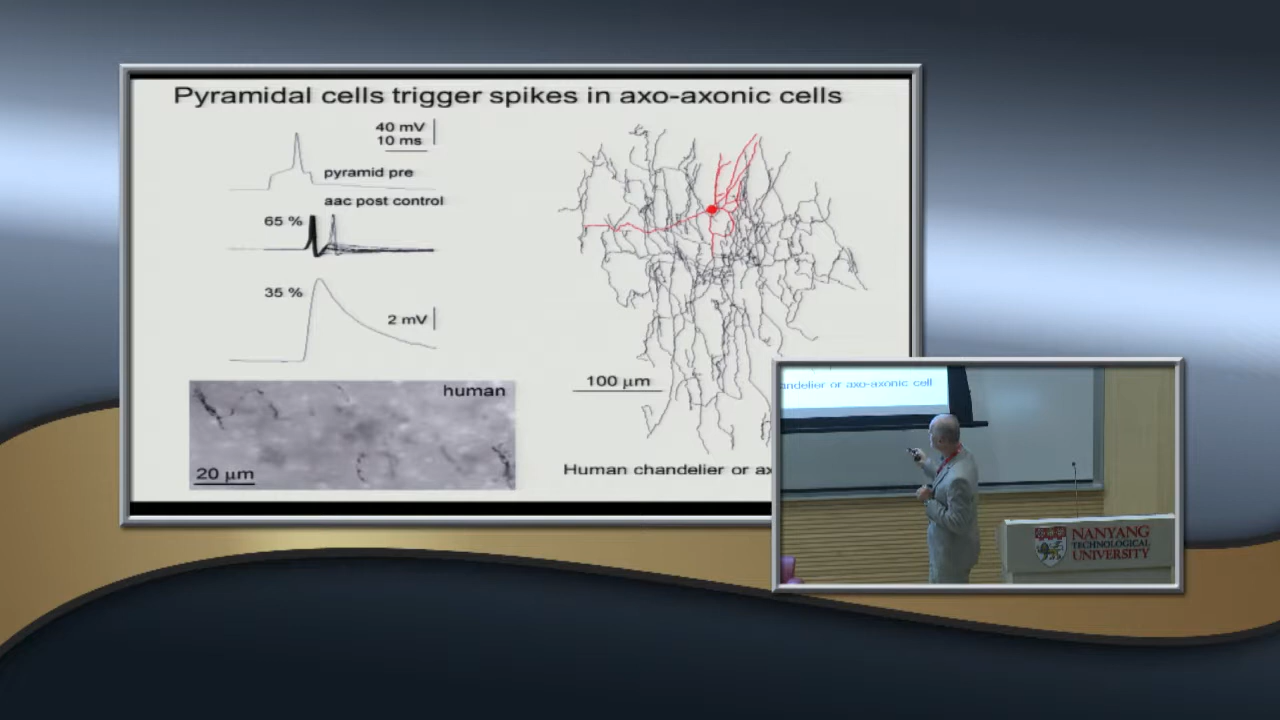 Pyramidal cells trigger spikes in axo-axonic cells
40 mV
10 ms
pyramid pre
aac post control
65 %
35 %
2 mV
human
20 µm
100 µm
Human chandelier or ax
andelier or axo-axonic cell
NANYANG
TECHNOLOGICAL
UNIVERSITY